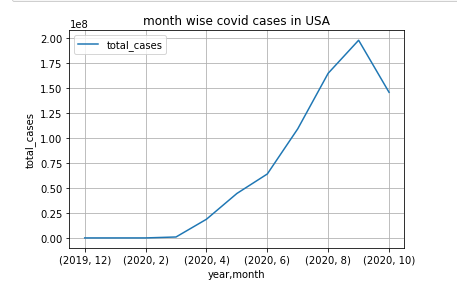 month wise covid cases in USA
1e8
total_cases
2.00
1.75
1.50
1.25
1.00
0.75
0.50
0.25
0.00
total_cases
(2019, 12) (2020, 2) (2020, 4) (2020, 6) (2020, 8) (2020, 10)
year,month